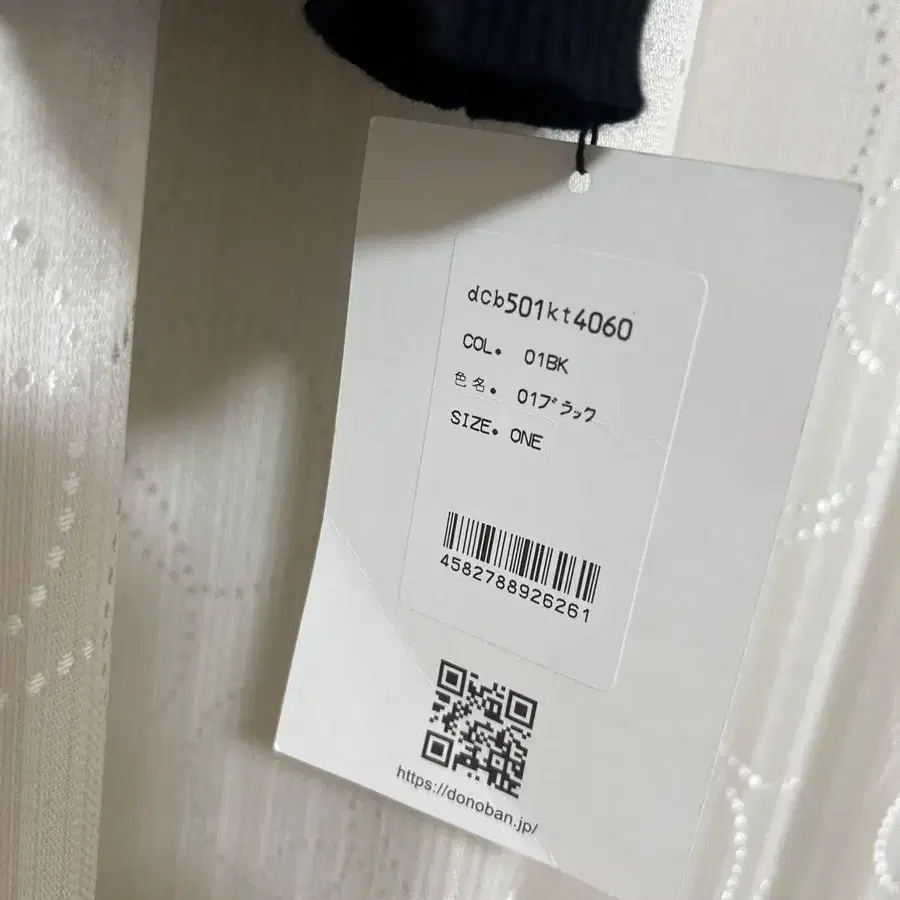 dcb501kt4060
COL. 01BK
色名. 01ブラック
SIZE. ONE
4582788926261
https://donoban.jp/